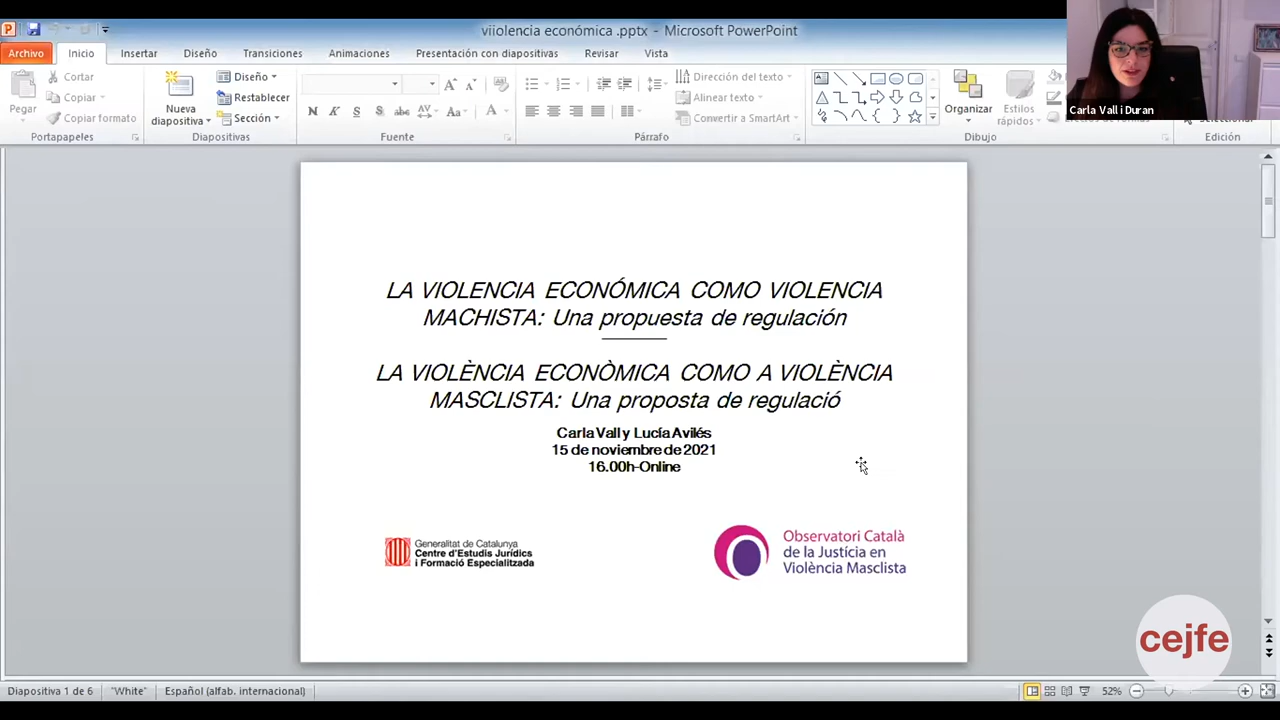 viiolencia económica .pptx - Microsoft PowerPoint
Archivo Inicio Insertar Diseño Transiciones Animaciones Presentación con diapositivas Revisar Vista
Carla Vall i Duran
Pegar
Cortar
Copiar
Copiar formato
Portapapeles
Nueva
diapositiva
Diseño
Restablecer
Sección
Diapositivas
N K S abc AV Aa A
Fuente
Dirección del texto
Alinear texto
Convertir a SmartArt
Párrafo
Organizar
Estilos
rápidos
Dibujo
Edición
LA VIOLENCIA ECONÓMICA COMO VIOLENCIA
MACHISTA: Una propuesta de regulación
LA VIOLÈNCIA ECONÒMICA COMO A VIOLÈNCIA
MASCLISTA: Una proposta de regulació
Carla Vall y Lucía Avilés
15 de noviembre de 2021
16.00h-Online
Generalitat de Catalunya
Centre d'Estudis Jurídics
i Formació Especialitzada
Observatori Català
de la Justícia en
Violència Masclista
cejfe
Diapositiva 1 de 6 "White" Español (alfab. internacional) 52%